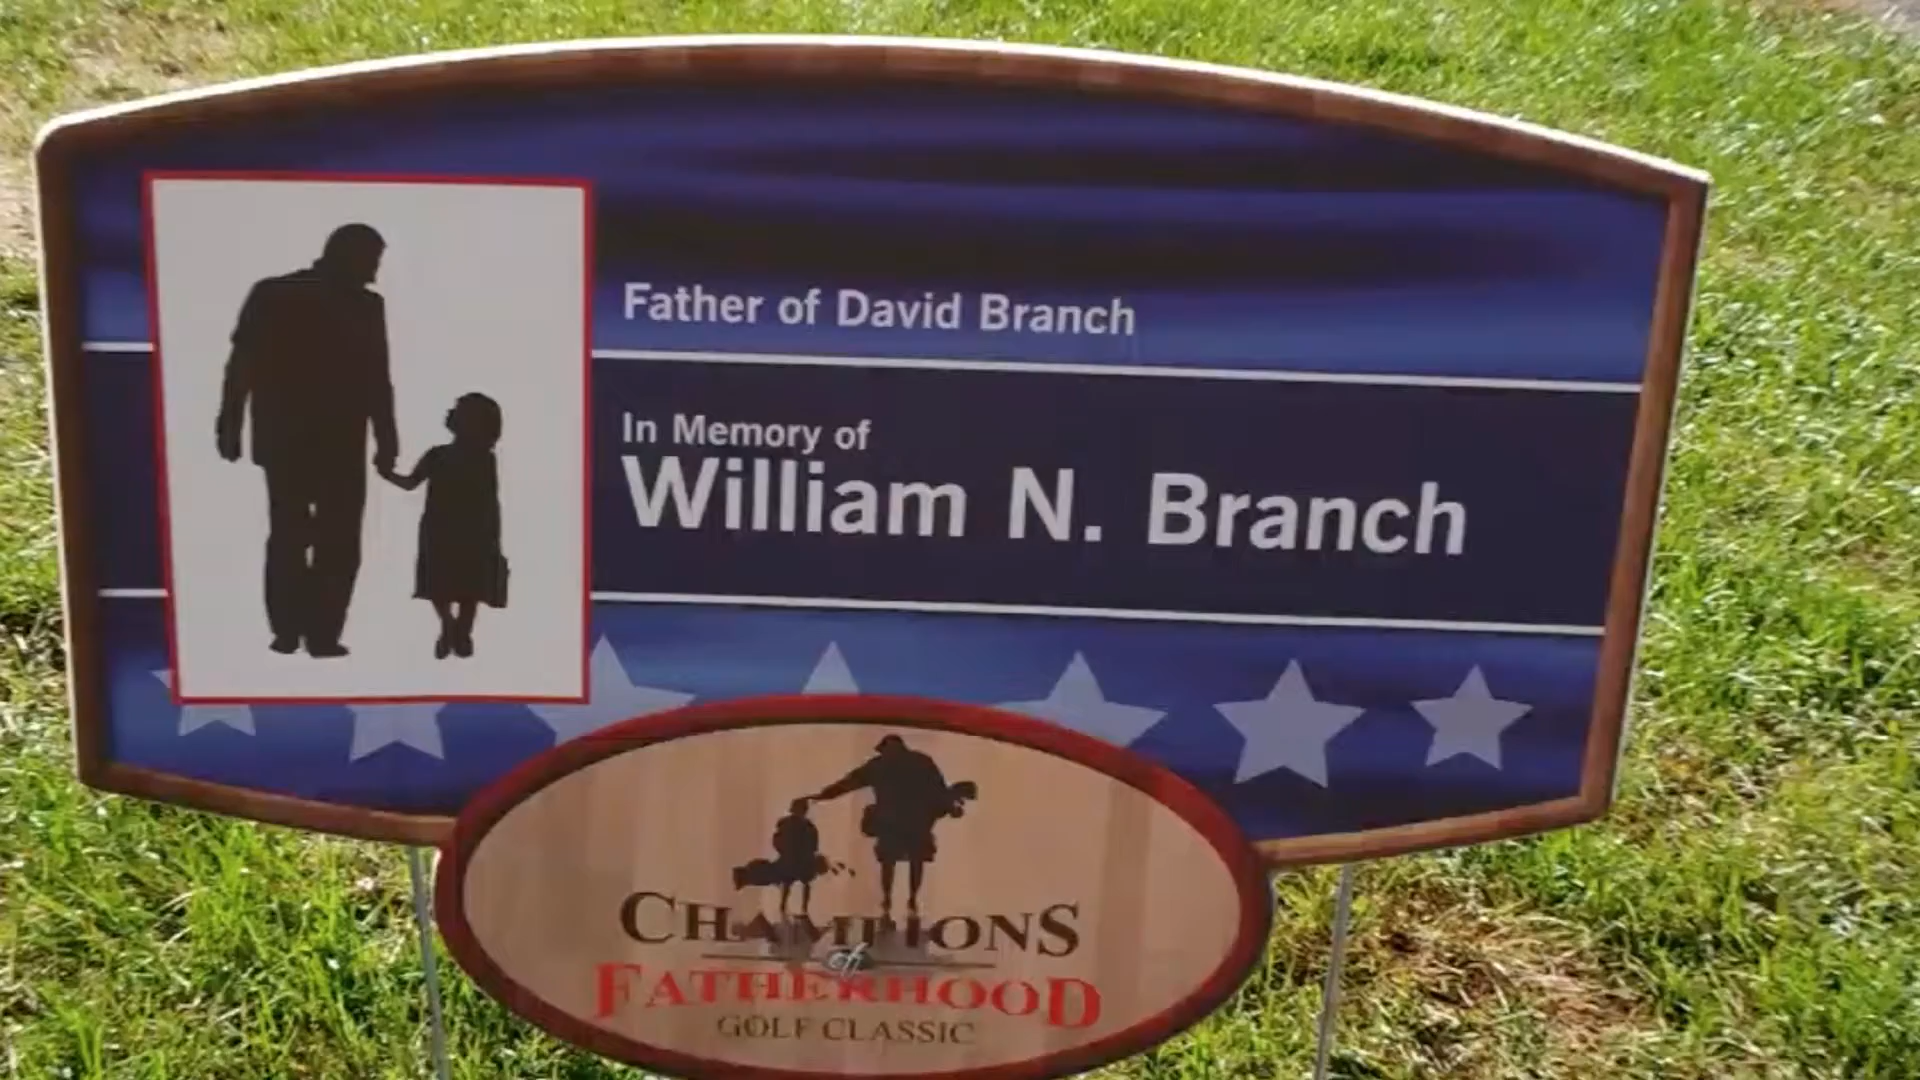 Father of David Branch
In Memory of
William N. Branch
CHAMPIONS
of
FATHERHOOD
GOLF CLASSIC